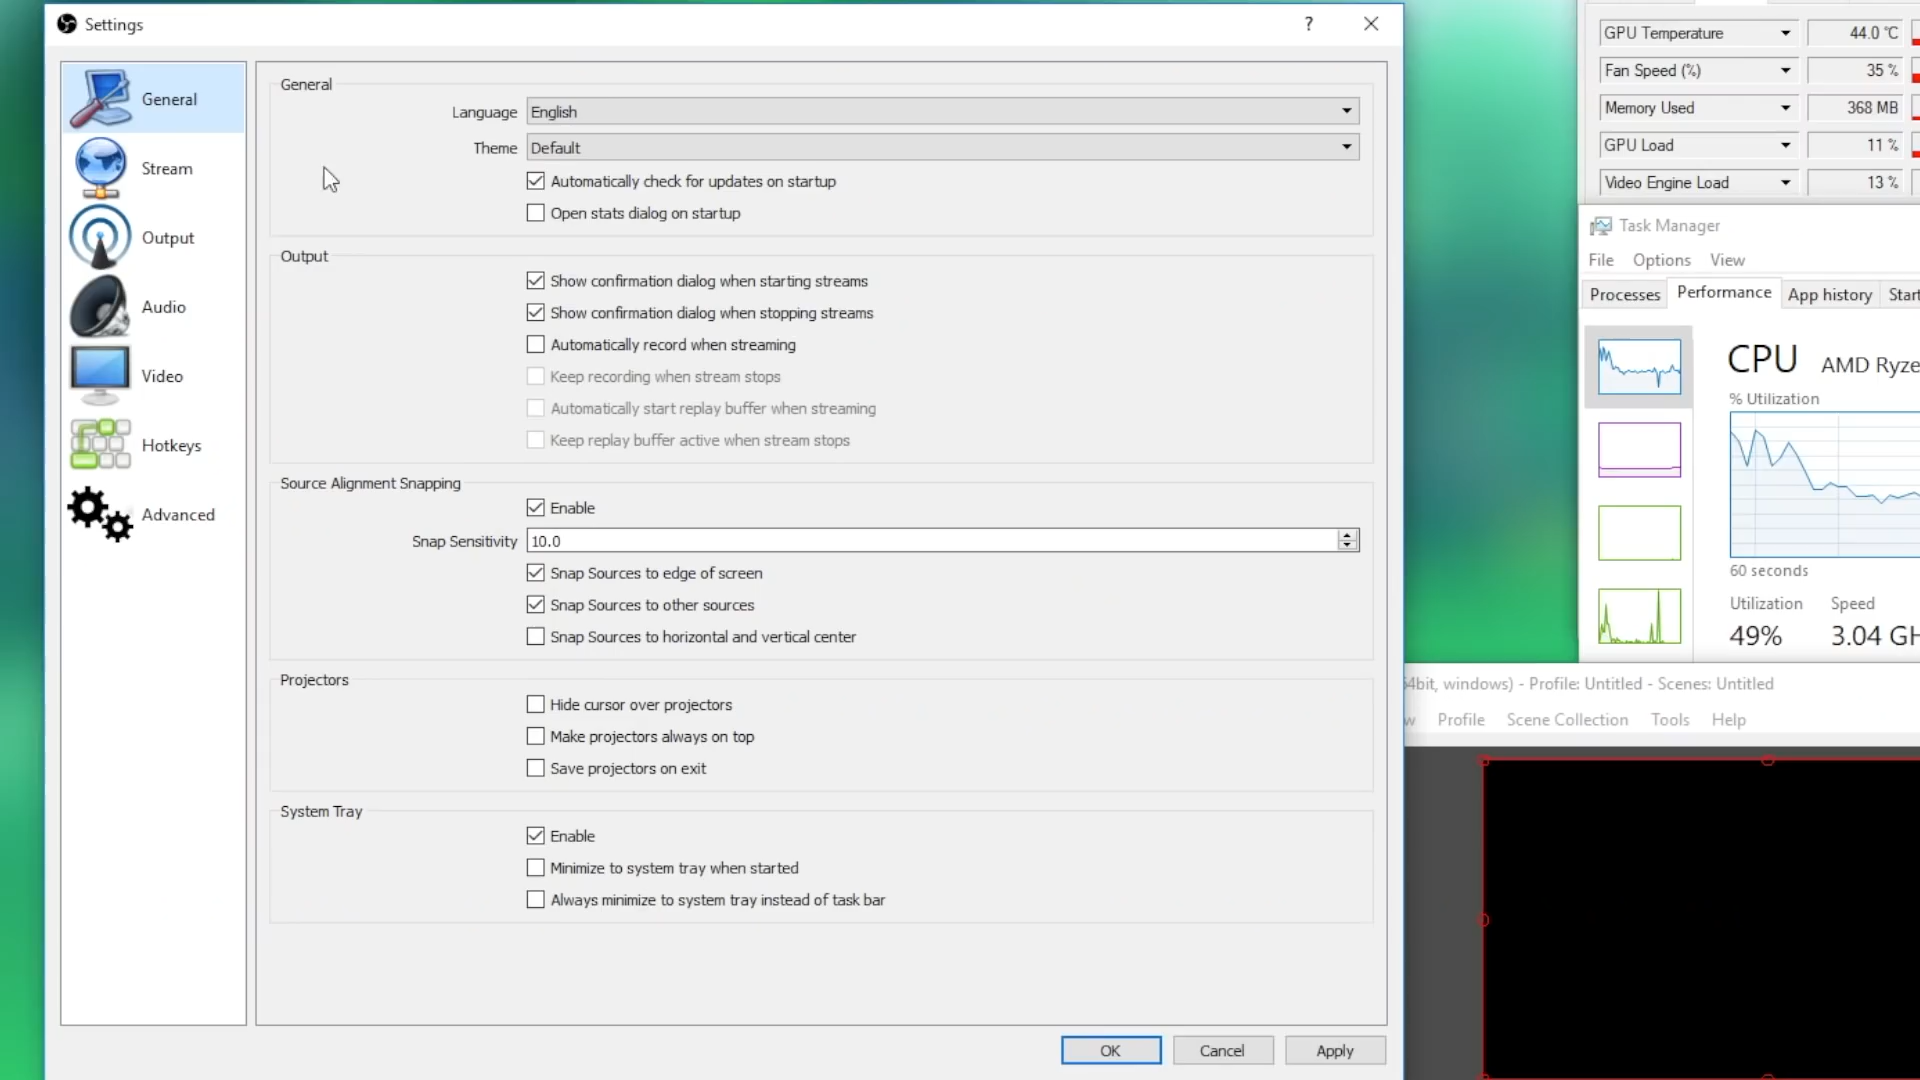 Settings
?
General
Stream
Output
Audio
Video
Hotkeys
Advanced
General
Language English
Theme Default
Automatically check for updates on startup
Open stats dialog on startup
Output
Show confirmation dialog when starting streams
Show confirmation dialog when stopping streams
Automatically record when streaming
Keep recording when stream stops
Automatically start replay buffer when streaming
Keep replay buffer active when stream stops
Source Alignment Snapping
Enable
Snap Sensitivity 10.0
Snap Sources to edge of screen
Snap Sources to other sources
Snap Sources to horizontal and vertical center
Projectors
Hide cursor over projectors
Make projectors always on top
Save projectors on exit
System Tray
Enable
Minimize to system tray when started
Always minimize to system tray instead of task bar
OK Cancel Apply
GPU Temperature 44.0 °C
Fan Speed (%) 35 %
Memory Used 368 MB
GPU Load 11 %
Video Engine Load 13 %
Task Manager
File Options View
Processes Performance App history Start
CPU AMD Ryze
% Utilization
60 seconds
Utilization Speed
49% 3.04 GH
4bit, windows) - Profile: Untitled - Scenes: Untitled
w Profile Scene Collection Tools Help